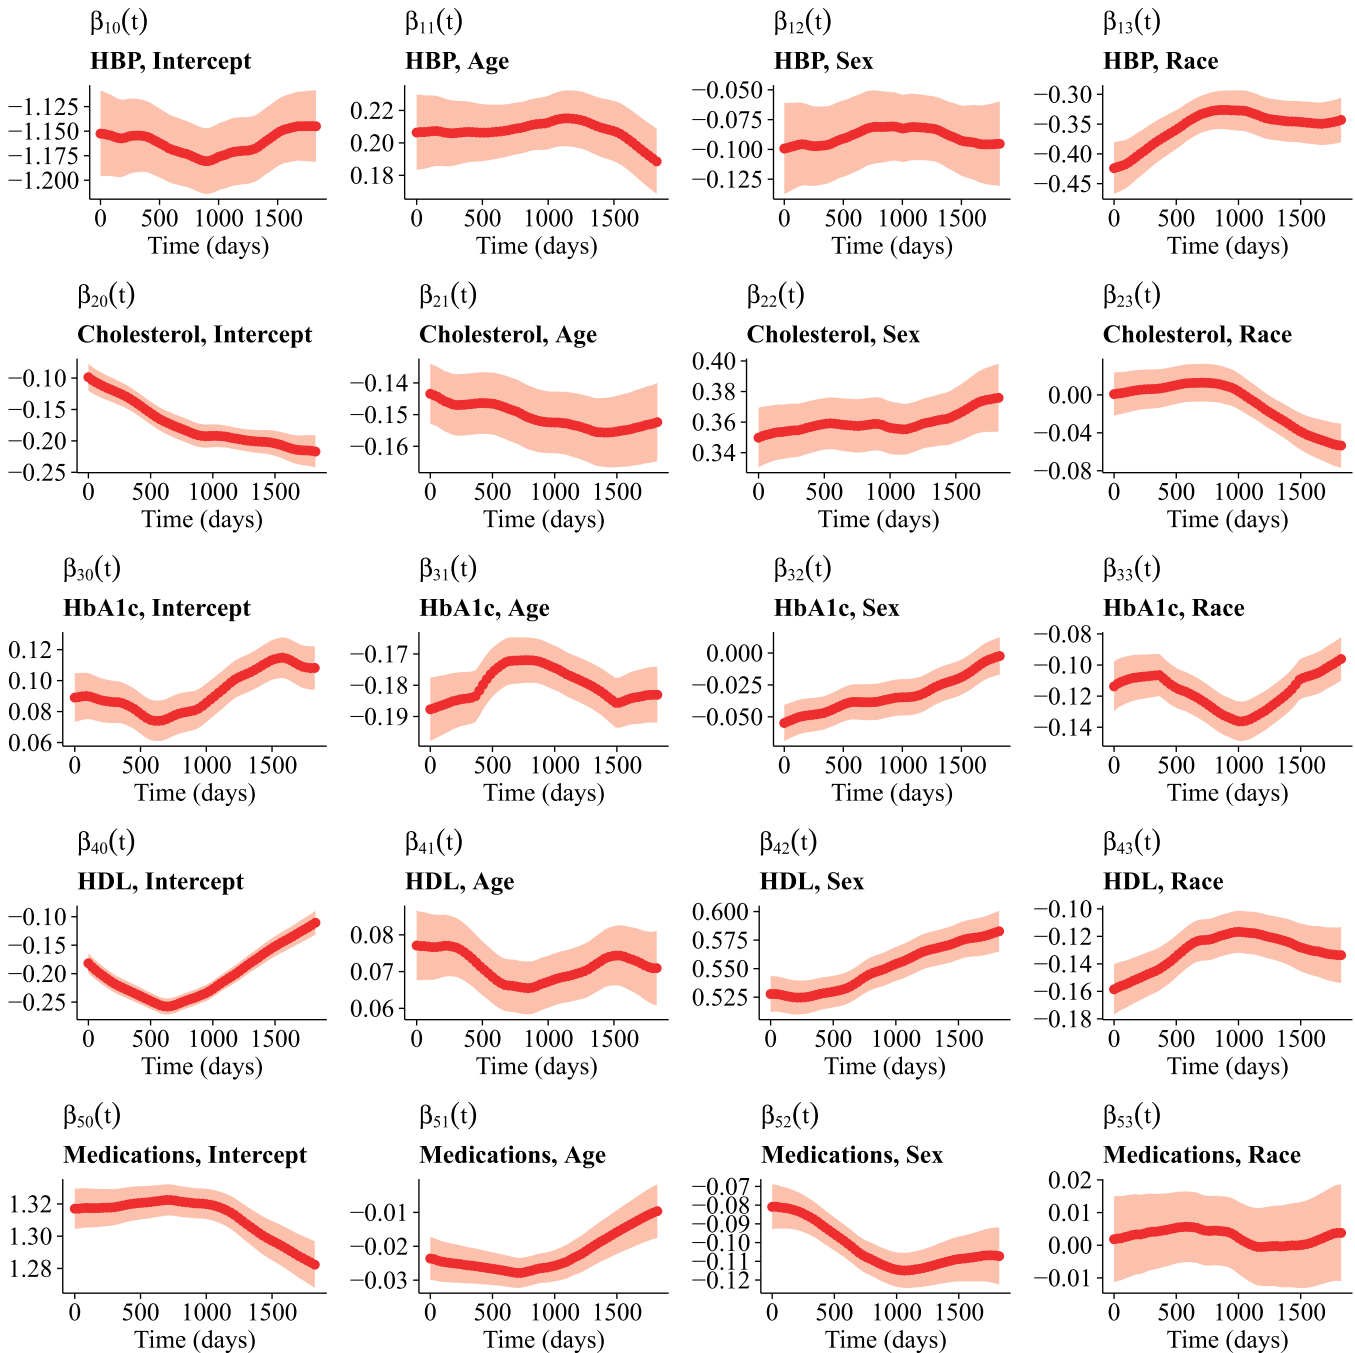 β₁₀(t)
HBP, Intercept
−1.125
−1.150
−1.175
−1.200
0 500 1000 1500
Time (days)
β₁₁(t)
HBP, Age
0.22
0.20
0.18
0 500 1000 1500
Time (days)
β₁₂(t)
HBP, Sex
−0.050
−0.075
−0.100
−0.125
0 500 1000 1500
Time (days)
β₁₃(t)
HBP, Race
−0.30
−0.35
−0.40
−0.45
0 500 1000 1500
Time (days)
β₂₀(t)
Cholesterol, Intercept
−0.10
−0.15
−0.20
−0.25
0 500 1000 1500
Time (days)
β₂₁(t)
Cholesterol, Age
−0.14
−0.15
−0.16
0 500 1000 1500
Time (days)
β₂₂(t)
Cholesterol, Sex
0.40
0.38
0.36
0.34
0 500 1000 1500
Time (days)
β₂₃(t)
Cholesterol, Race
0.00
−0.04
−0.08
0 500 1000 1500
Time (days)
β₃₀(t)
HbA1c, Intercept
0.12
0.10
0.08
0.06
0 500 1000 1500
Time (days)
β₃₁(t)
HbA1c, Age
−0.17
−0.18
−0.19
0 500 1000 1500
Time (days)
β₃₂(t)
HbA1c, Sex
0.000
−0.025
−0.050
0 500 1000 1500
Time (days)
β₃₃(t)
HbA1c, Race
−0.08
−0.10
−0.12
−0.14
0 500 1000 1500
Time (days)
β₄₀(t)
HDL, Intercept
−0.10
−0.15
−0.20
−0.25
0 500 1000 1500
Time (days)
β₄₁(t)
HDL, Age
0.08
0.07
0.06
0 500 1000 1500
Time (days)
β₄₂(t)
HDL, Sex
0.600
0.575
0.550
0.525
0 500 1000 1500
Time (days)
β₄₃(t)
HDL, Race
−0.10
−0.12
−0.14
−0.16
−0.18
0 500 1000 1500
Time (days)
β₅₀(t)
Medications, Intercept
1.32
1.30
1.28
0 500 1000 1500
Time (days)
β₅₁(t)
Medications, Age
−0.01
−0.02
−0.03
0 500 1000 1500
Time (days)
β₅₂(t)
Medications, Sex
−0.07
−0.08
−0.09
−0.10
−0.11
−0.12
0 500 1000 1500
Time (days)
β₅₃(t)
Medications, Race
0.02
0.01
0.00
−0.01
0 500 1000 1500
Time (days)